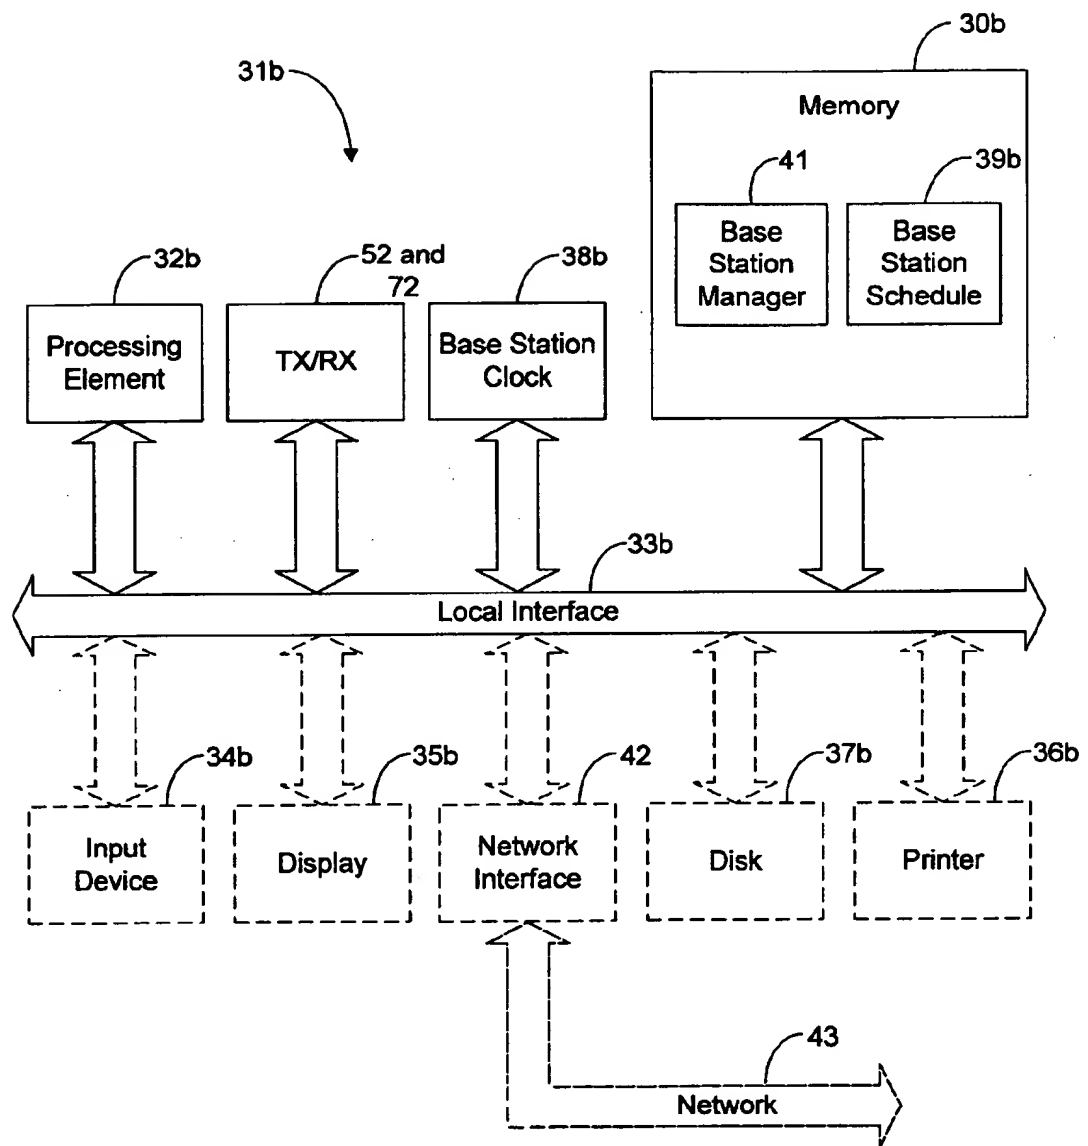 30b
31b
Memory
41
39b
Base
Station
Manager
Base
Station
Schedule
32b
52 and
72
38b
Processing
Element
TX/RX
Base Station
Clock
33b
Local Interface
34b
35b
42
37b
36b
Input
Device
Display
Network
Interface
Disk
Printer
43
Network